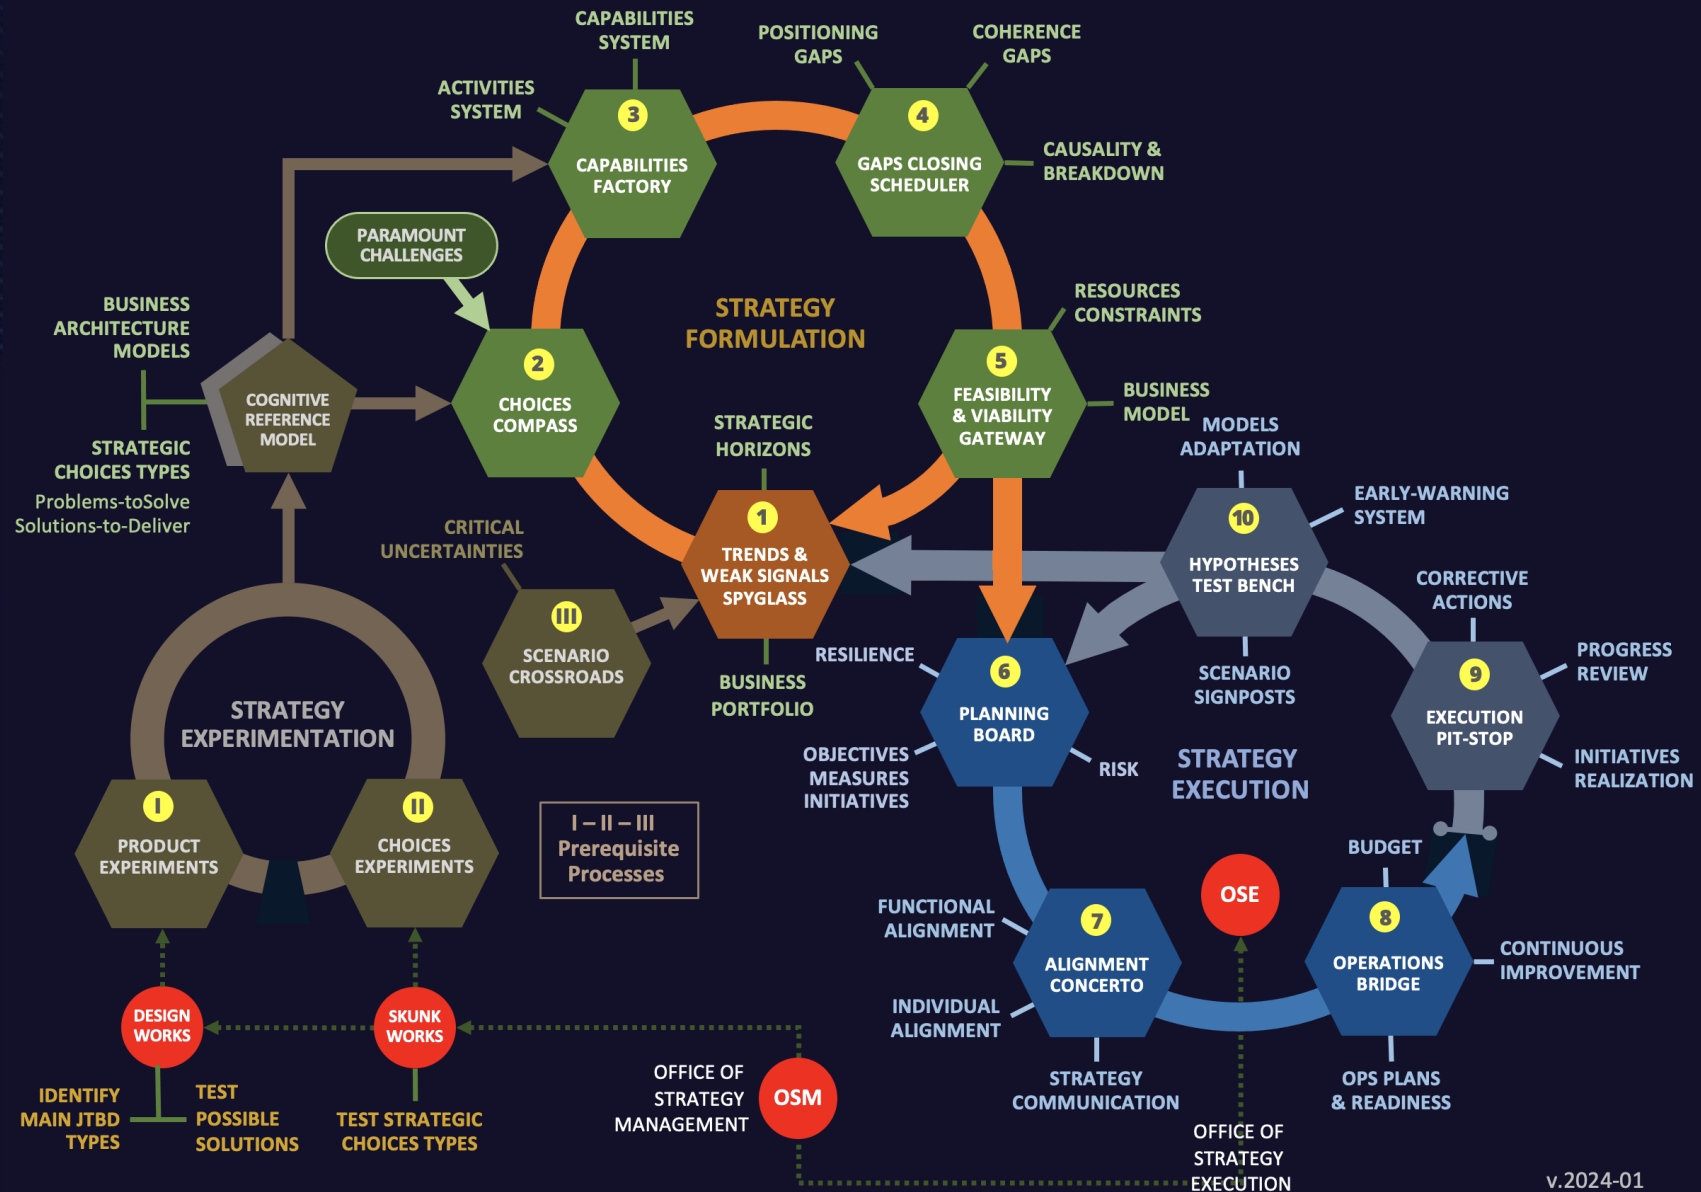 CAPABILITIES
SYSTEM
POSITIONING
GAPS
COHERENCE
GAPS
ACTIVITIES
SYSTEM
3
CAPABILITIES
FACTORY
4
GAPS CLOSING
SCHEDULER
CAUSALITY &
BREAKDOWN
PARAMOUNT
CHALLENGES
BUSINESS
ARCHITECTURE
MODELS
STRATEGY
FORMULATION
RESOURCES
CONSTRAINTS
COGNITIVE
REFERENCE
MODEL
2
CHOICES
COMPASS
5
FEASIBILITY
& VIABILITY
GATEWAY
BUSINESS
MODEL
STRATEGIC
CHOICES TYPES
Problems-toSolve
Solutions-to-Deliver
STRATEGIC
HORIZONS
MODELS
ADAPTATION
EARLY-WARNING
SYSTEM
CRITICAL
UNCERTAINTIES
1
TRENDS &
WEAK SIGNALS
SPYGLASS
10
HYPOTHESES
TEST BENCH
CORRECTIVE
ACTIONS
III
SCENARIO
CROSSROADS
BUSINESS
PORTFOLIO
RESILIENCE
6
PLANNING
BOARD
SCENARIO
SIGNPOSTS
9
EXECUTION
PIT-STOP
PROGRESS
REVIEW
STRATEGY
EXPERIMENTATION
OBJECTIVES
MEASURES
INITIATIVES
RISK
STRATEGY
EXECUTION
INITIATIVES
REALIZATION
I
PRODUCT
EXPERIMENTS
II
CHOICES
EXPERIMENTS
I – II – III
Prerequisite
Processes
BUDGET
OSE
FUNCTIONAL
ALIGNMENT
7
ALIGNMENT
CONCERTO
8
OPERATIONS
BRIDGE
CONTINUOUS
IMPROVEMENT
DESIGN
WORKS
SKUNK
WORKS
INDIVIDUAL
ALIGNMENT
IDENTIFY
MAIN JTBD
TYPES
TEST
POSSIBLE
SOLUTIONS
TEST STRATEGIC
CHOICES TYPES
OFFICE OF
STRATEGY
MANAGEMENT
OSM
STRATEGY
COMMUNICATION
OPS PLANS
& READINESS
OFFICE OF
STRATEGY
EXECUTION
v.2024-01